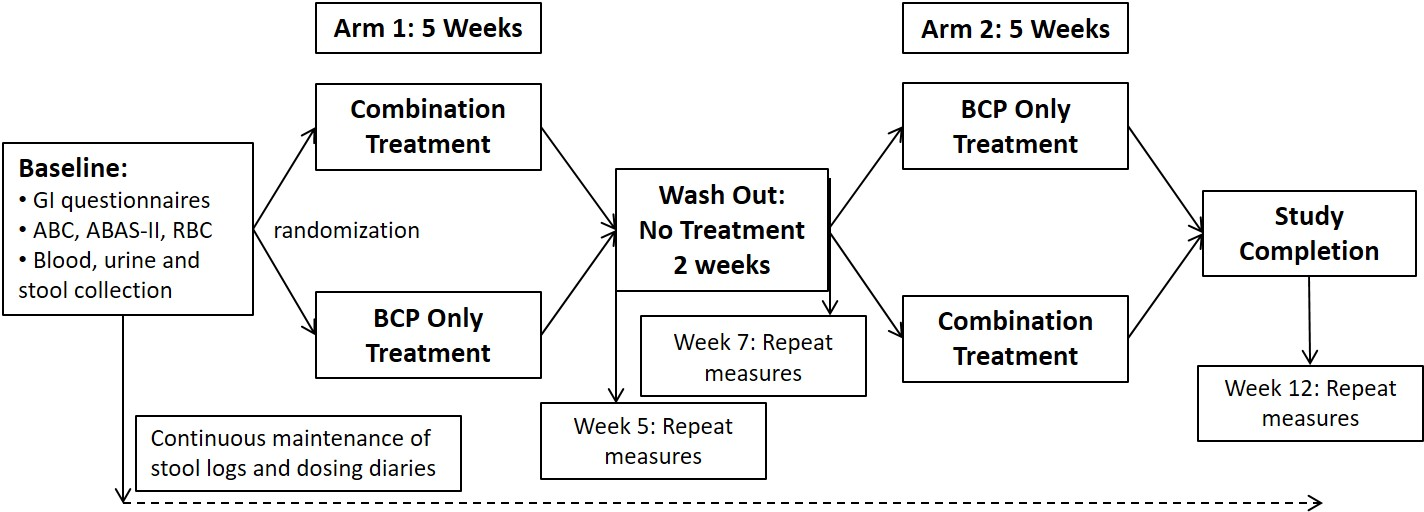 Arm 1: 5 Weeks
Arm 2: 5 Weeks
Combination
Treatment
BCP Only
Treatment
Baseline:
• GI questionnaires
• ABC, ABAS-II, RBC
• Blood, urine and
stool collection
randomization
Wash Out:
No Treatment
2 weeks
Study
Completion
BCP Only
Treatment
Combination
Treatment
Week 7: Repeat
measures
Week 12: Repeat
measures
Continuous maintenance of
stool logs and dosing diaries
Week 5: Repeat
measures